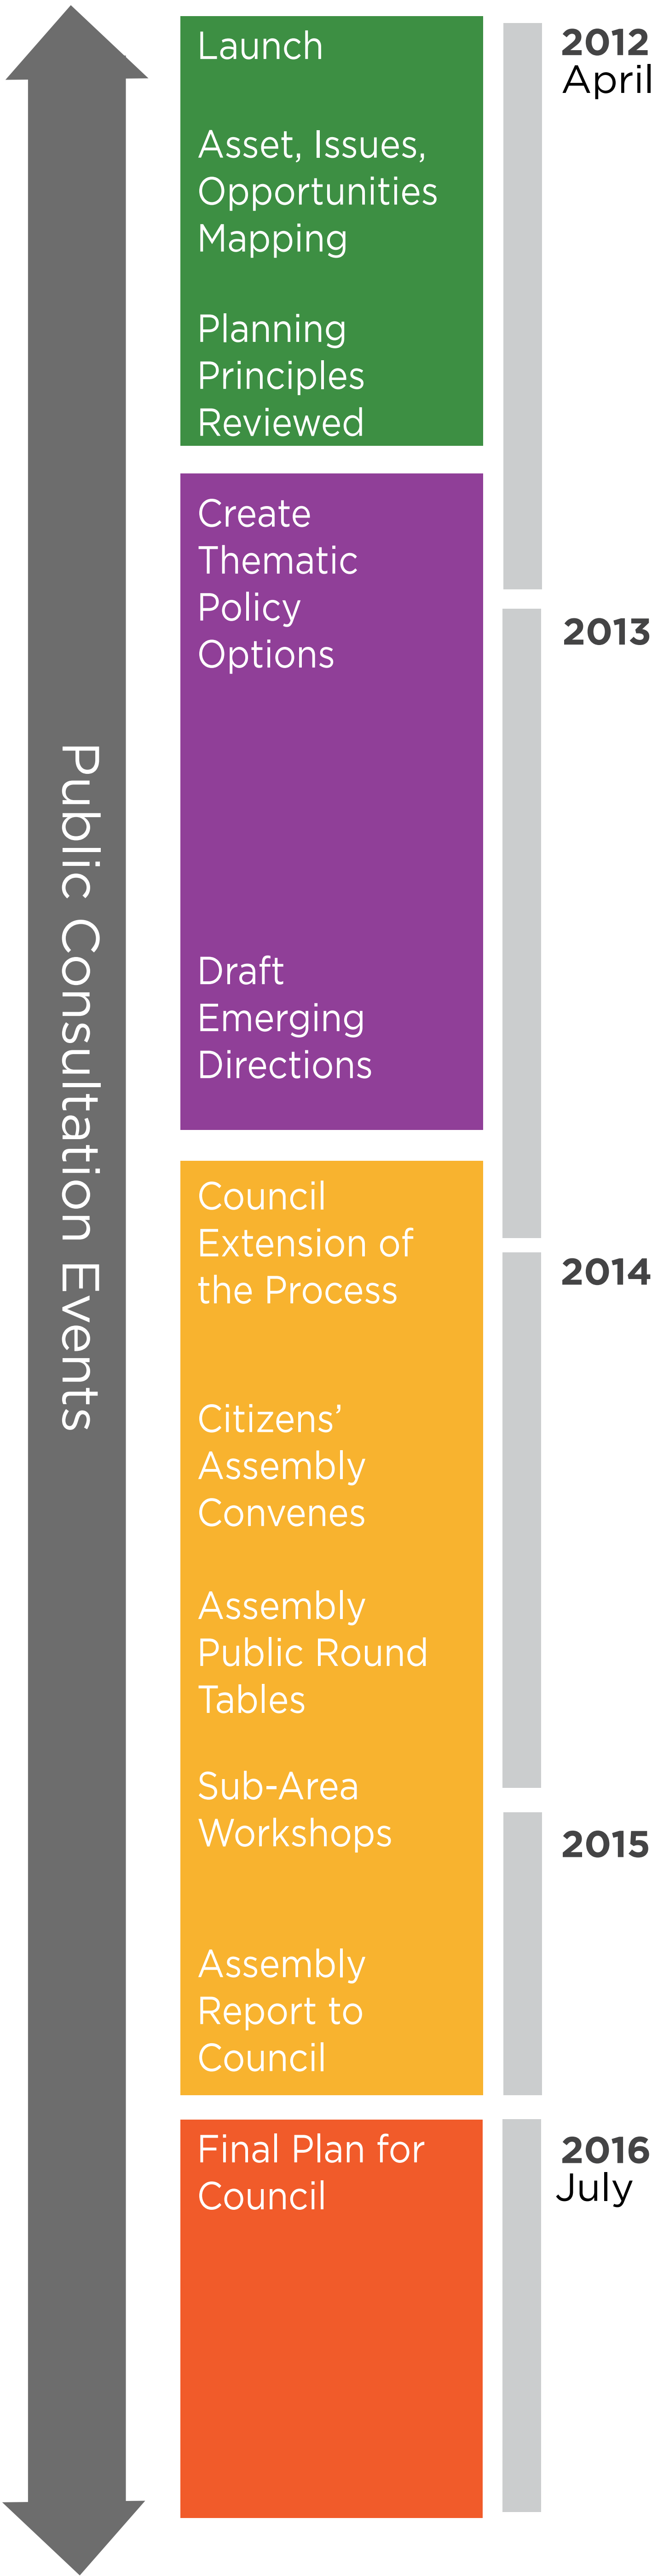 Launch
Asset, Issues,
Opportunities
Mapping
Planning
Principles
Reviewed
Create
Thematic
Policy
Options
Draft
Emerging
Directions
Council
Extension of
the Process
Citizens’
Assembly
Convenes
Assembly
Public Round
Tables
Sub-Area
Workshops
Assembly
Report to
Council
Final Plan for
Council
2012
April
2013
2014
2015
2016
July
Public Consultation Events